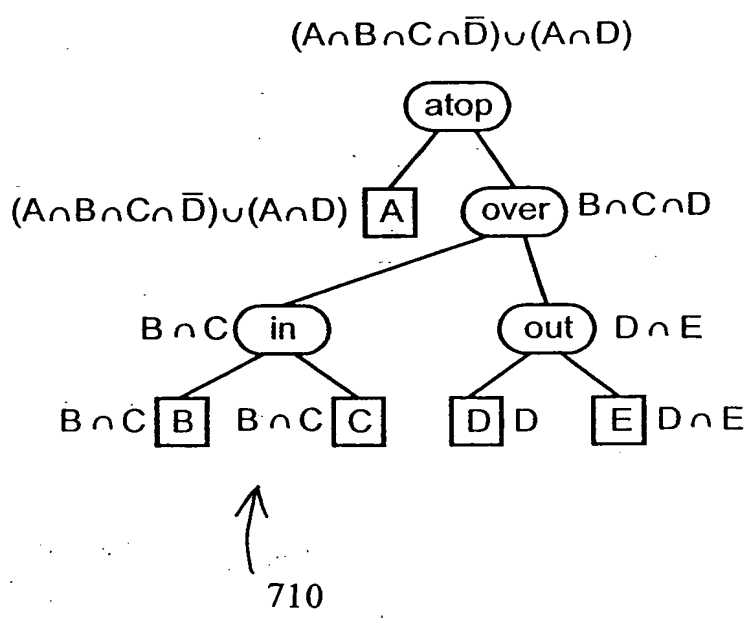 (A∩B∩C∩D̅)∪(A∩D)
atop
(A∩B∩C∩D̅)∪(A∩D) A over B∩C∩D
B∩C in out D∩E
B∩C B B∩C C D D E D∩E
710